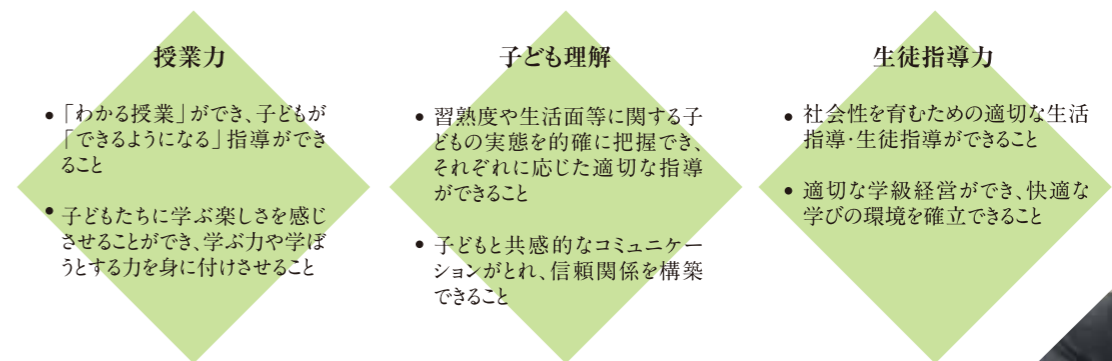 授業力
• 「わかる授業」ができ、子どもが
「できるようになる」指導ができ
ること
• 子どもたちに学ぶ楽しさを感じ
させることができ、学ぶ力や学ぼ
うとする力を身に付けさせること
子ども理解
• 習熟度や生活面等に関する子
どもの実態を的確に把握でき、
それぞれに応じた適切な指導
ができること
• 子どもと共感的なコミュニケー
ションがとれ、信頼関係を構築
できること
生徒指導力
• 社会性を育むための適切な生活
指導・生徒指導ができること
• 適切な学級経営ができ、快適な
学びの環境を確立できること